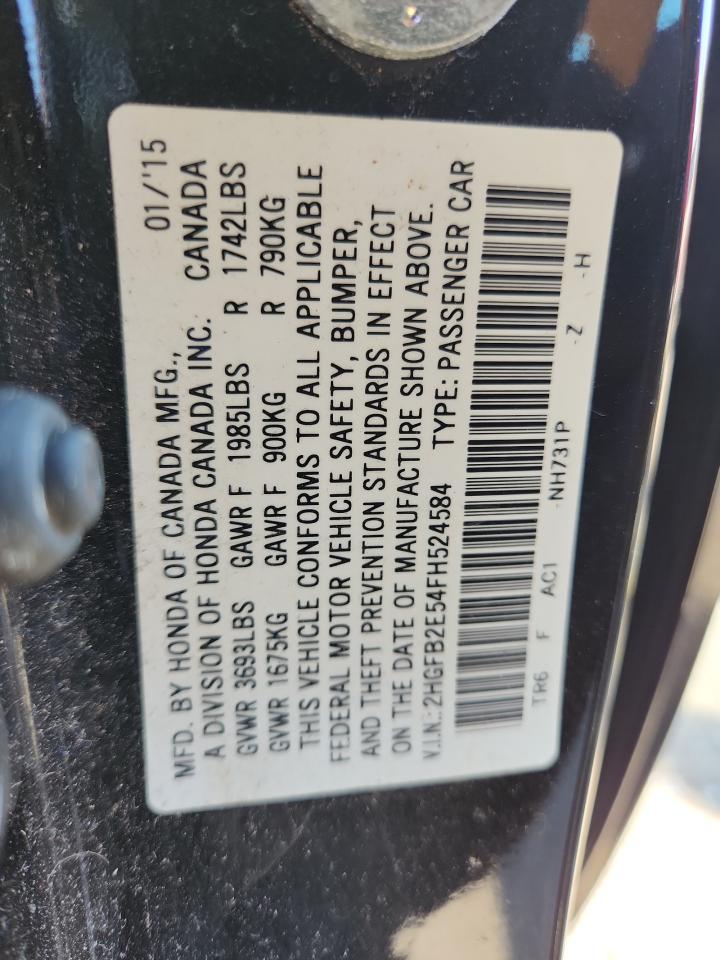 MFD. BY HONDA OF CANADA MFG., 01/'15
A DIVISION OF HONDA CANADA INC. CANADA
GVWR 3693LBS GAWR F 1985LBS R 1742LBS
GVWR 1675KG GAWR F 900KG R 790KG
THIS VEHICLE CONFORMS TO ALL APPLICABLE
FEDERAL MOTOR VEHICLE SAFETY, BUMPER,
AND THEFT PREVENTION STANDARDS IN EFFECT
ON THE DATE OF MANUFACTURE SHOWN ABOVE.
V.I.N.:2HGFB2E54FH524584 TYPE: PASSENGER CAR
TR6 F AC1 -NH731P -Z -H